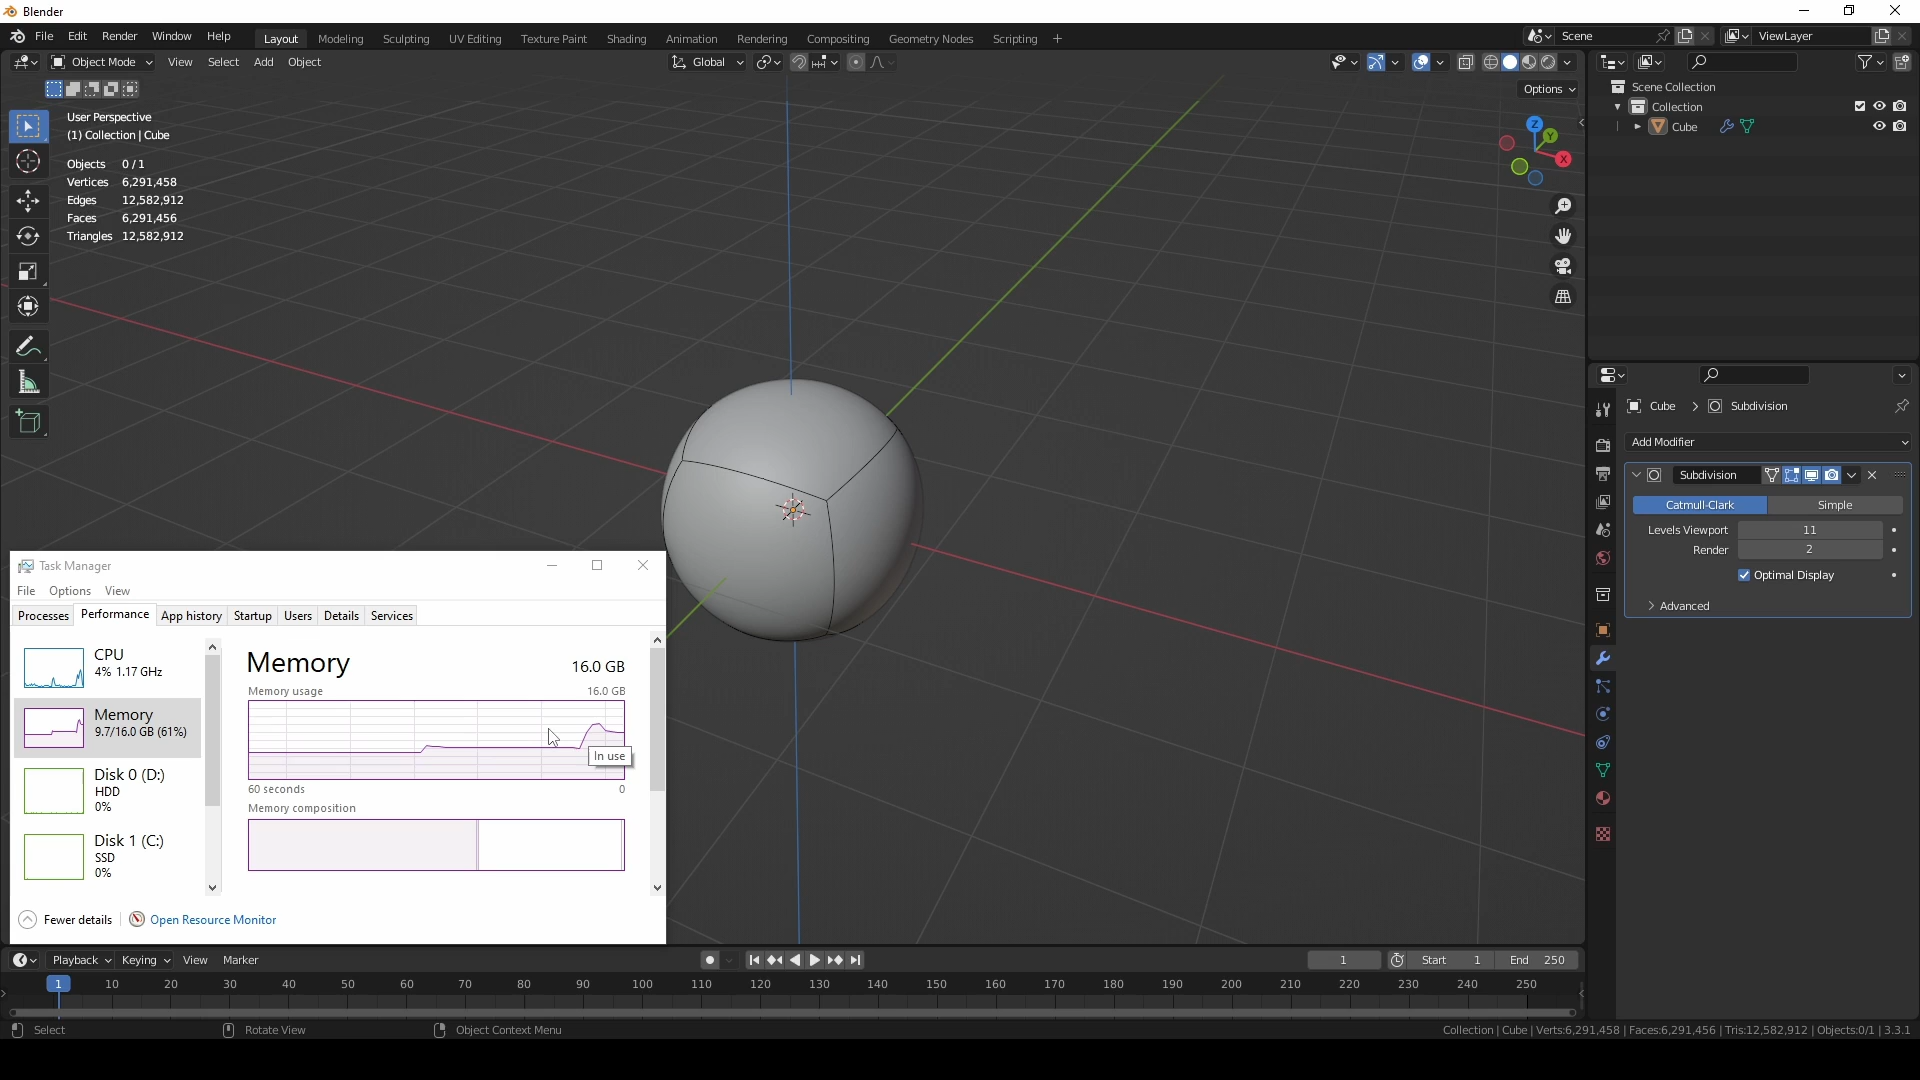 Blender
File Edit Render Window Help Layout Modeling Sculpting UV Editing Texture Paint Shading Animation Rendering Compositing Geometry Nodes Scripting + Scene ViewLayer
Object Mode View Select Add Object Global
Options
User Perspective
(1) Collection | Cube
Objects 0/1
Vertices 6,291,458
Edges 12,582,912
Faces 6,291,456
Triangles 12,582,912
Z
Y
X
Scene Collection
Collection
Cube
Cube > Subdivision
Add Modifier
Subdivision
Catmull-Clark Simple
Levels Viewport 11
Render 2
Optimal Display
Advanced
Task Manager
File Options View
Processes Performance App history Startup Users Details Services
CPU
4% 1.17 GHz
Memory
9.7/16.0 GB (61%)
Disk 0 (D:)
HDD
0%
Disk 1 (C:)
SSD
0%
Memory 16.0 GB
Memory usage 16.0 GB
In use
60 seconds 0
Memory composition
Fewer details Open Resource Monitor
Playback Keying View Marker 1 Start 1 End 250
1 10 20 30 40 50 60 70 80 90 100 110 120 130 140 150 160 170 180 190 200 210 220 230 240 250
Select Rotate View Object Context Menu Collection | Cube | Verts:6,291,458 | Faces:6,291,456 | Tris:12,582,912 | Objects:0/1 | 3.3.1